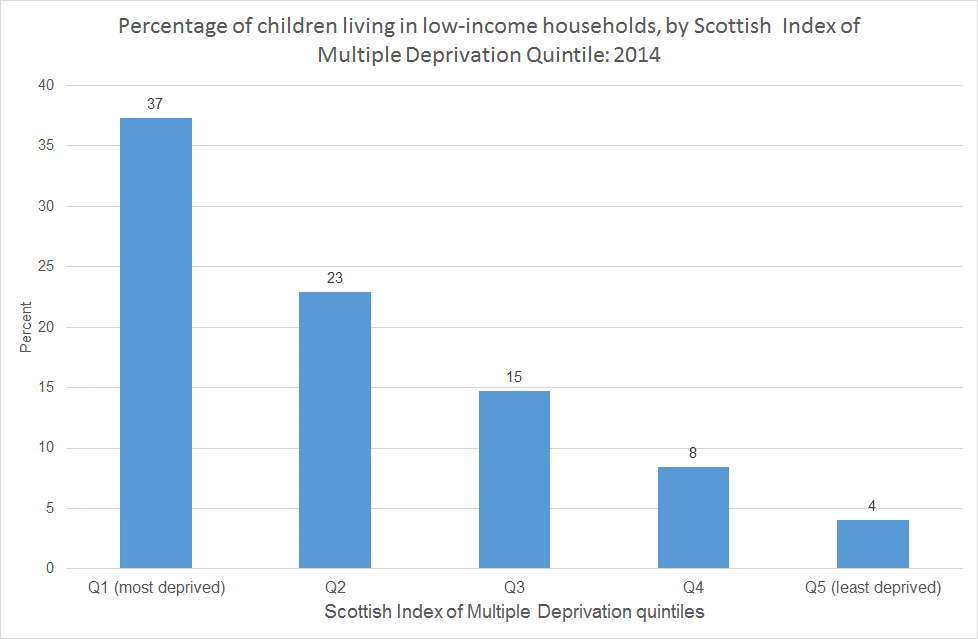 Percentage of children living in low-income households, by Scottish Index of
Multiple Deprivation Quintile: 2014
40
35
30
25
20
15
10
5
0
Percent
37
23
15
8
4
Q1 (most deprived)
Q2
Q3
Q4
Q5 (least deprived)
Scottish Index of Multiple Deprivation quintiles